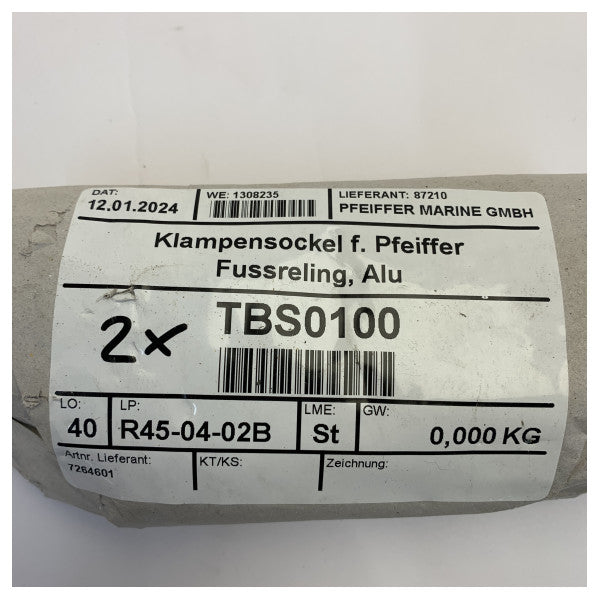 DAT: WE: 1308235 LIEFERANT: 87210
12.01.2024 PFEIFFER MARINE GMBH
Klampensockel f. Pfeiffer
Fussreling, Alu
2x TBS0100
LO: LP: LME: GW:
40 R45-04-02B St 0,000 KG
Artnr. Lieferant: KT/KS: Zeichnung:
7264601